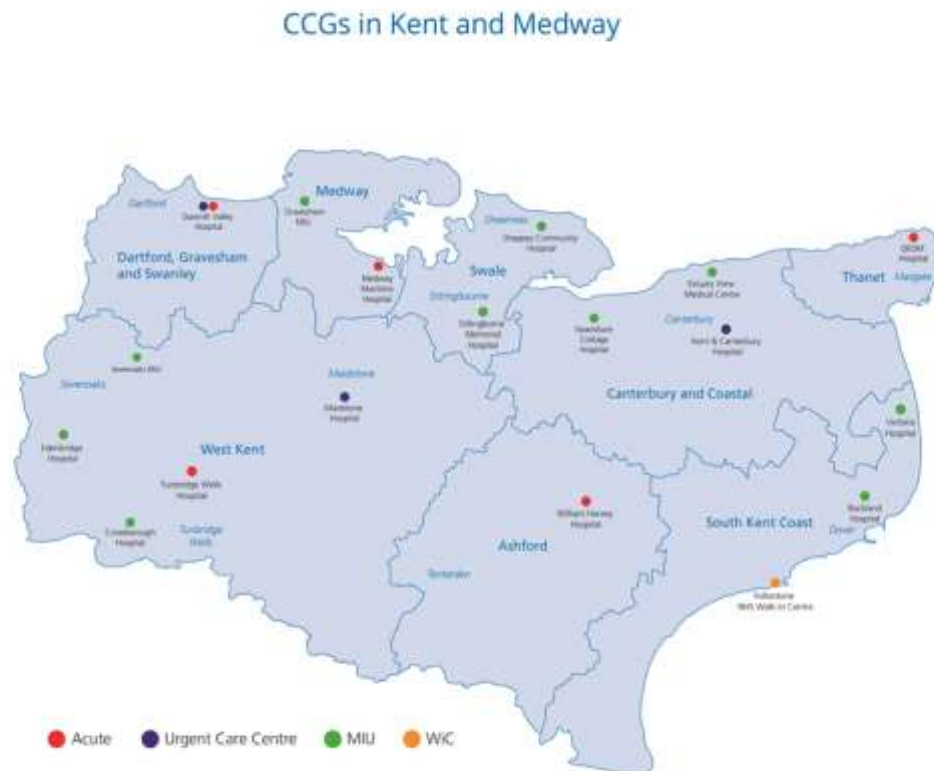 CCGs in Kent and Medway
Medway
Dartford
Darent Valley
Hospital
Gravesham
MIU
Sheerness
Sheppey Community
Hospital
Dartford, Gravesham
and Swanley
Medway
Maritime
Hospital
Swale
Sittingbourne
Sittingbourne
Memorial
Hospital
QEQM
Hospital
Thanet
Margate
Estuary View
Medical Centre
Faversham
Cottage
Hospital
Canterbury
Kent & Canterbury
Hospital
Sevenoaks MIU
Sevenoaks
Maidstone
Maidstone
Hospital
Canterbury and Coastal
Victoria
Hospital
Edenbridge
Hospital
West Kent
Tunbridge Wells
Hospital
William Harvey
Hospital
Buckland
Hospital
Crowborough
Hospital
Tunbridge
Wells
South Kent Coast
Dover
Ashford
Tenterden
Folkestone
NHS Walk-in Centre
Acute
Urgent Care Centre
MIU
WiC